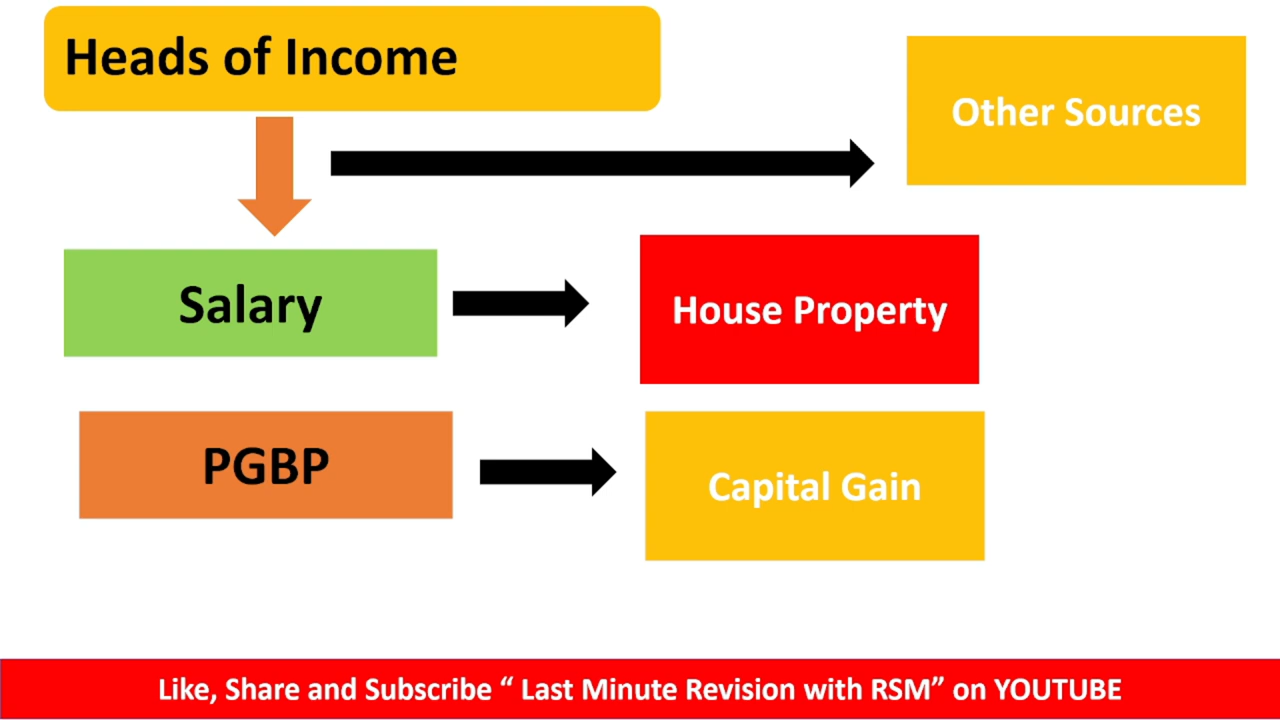 Heads of Income
Other Sources
Salary
House Property
PGBP
Capital Gain
Like, Share and Subscribe “ Last Minute Revision with RSM” on YOUTUBE